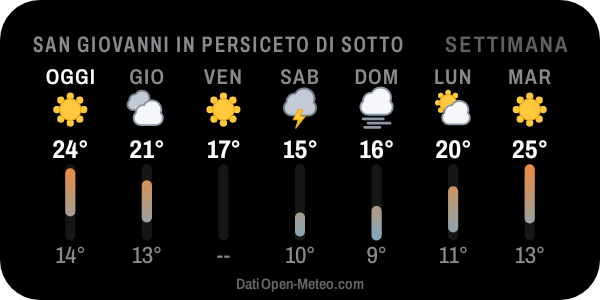 SAN GIOVANNI IN PERSICETO DI SOTTO SETTIMANA
OGGI GIO VEN SAB DOM LUN MAR
24° 21° 17° 15° 16° 20° 25°
14° 13° -- 10° 9° 11° 13°
Dati Open-Meteo.com